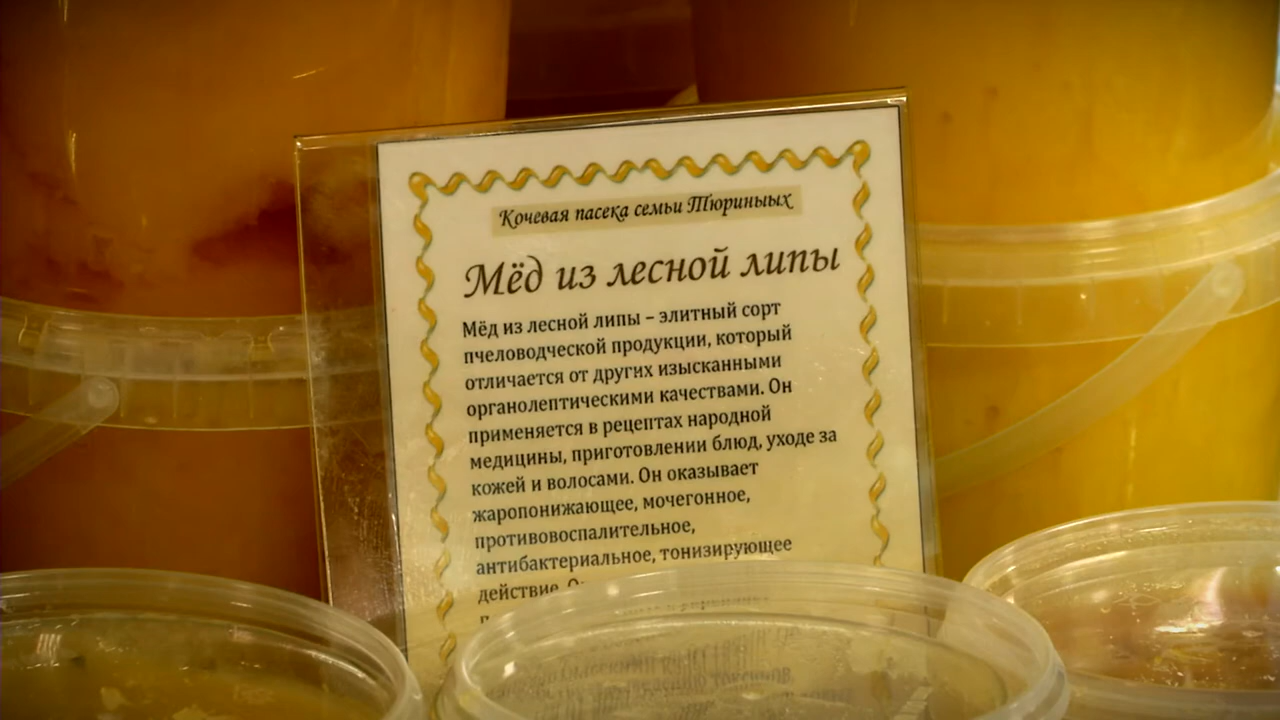 Кочевая пасека семьи Тюриныых
Мёд из лесной липы
Мёд из лесной липы – элитный сорт
пчеловодческой продукции, который
отличается от других изысканными
органолептическими качествами. Он
применяется в рецептах народной
медицины, приготовлении блюд, уходе за
кожей и волосами. Он оказывает
жаропонижающее, мочегонное,
противовоспалительное,
антибактериальное, тонизирующее
действие.